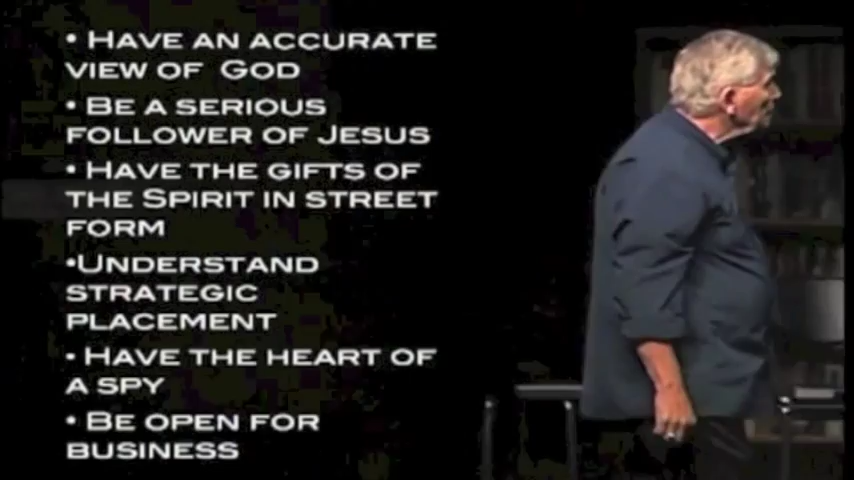 • HAVE AN ACCURATE
VIEW OF GOD
• BE A SERIOUS
FOLLOWER OF JESUS
• HAVE THE GIFTS OF
THE SPIRIT IN STREET
FORM
•UNDERSTAND
STRATEGIC
PLACEMENT
• HAVE THE HEART OF
A SPY
• BE OPEN FOR
BUSINESS